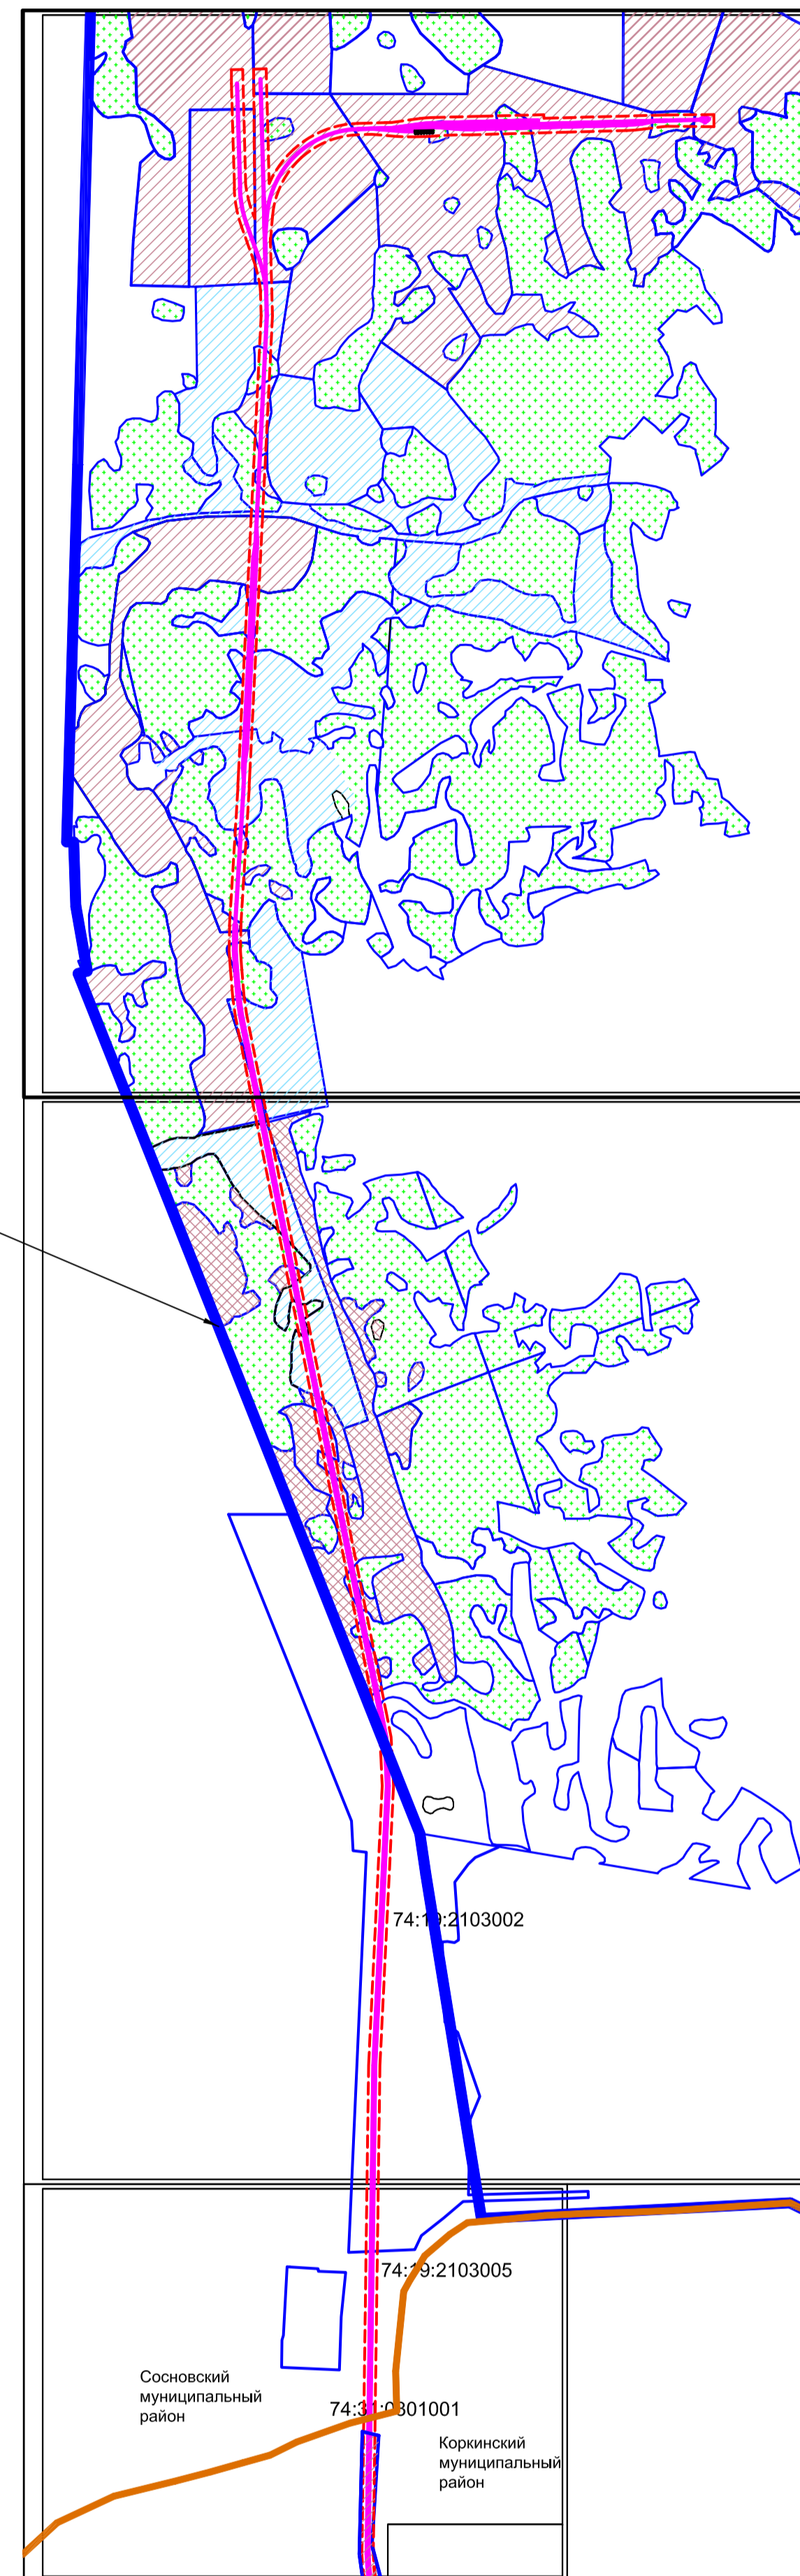 74:19:2103002
74:19:2103005
Сосновский
муниципальный
район
74:31:0301001
Коркинский
муниципальный
район